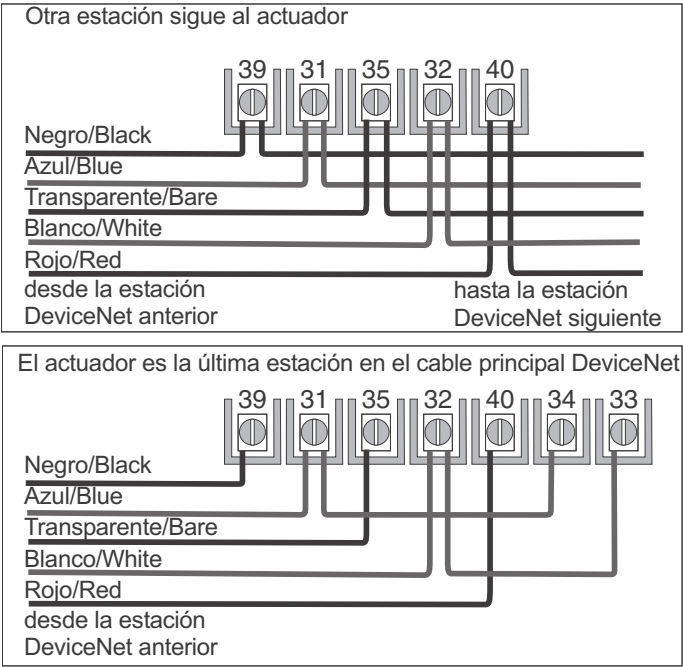 Otra estación sigue al actuador
39 31 35 32 40
Negro/Black
Azul/Blue
Transparente/Bare
Blanco/White
Rojo/Red
desde la estación
DeviceNet anterior
hasta la estación
DeviceNet siguiente
El actuador es la última estación en el cable principal DeviceNet
39 31 35 32 40 34 33
Negro/Black
Azul/Blue
Transparente/Bare
Blanco/White
Rojo/Red
desde la estación
DeviceNet anterior